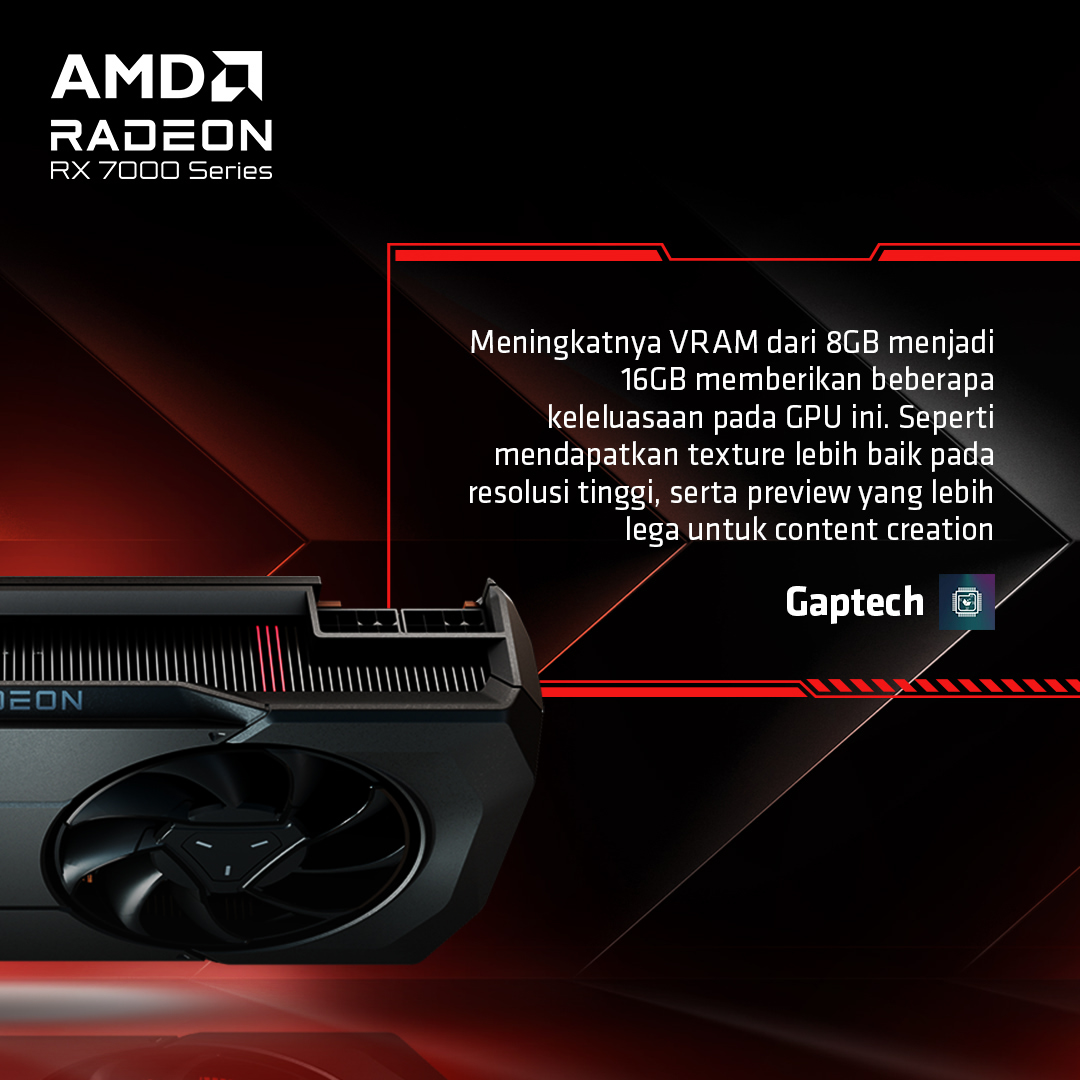 AMD
RADEON
RX 7000 Series
Meningkatnya VRAM dari 8GB menjadi
16GB memberikan beberapa
keleluasaan pada GPU ini. Seperti
mendapatkan texture lebih baik pada
resolusi tinggi, serta preview yang lebih
lega untuk content creation
Gaptech
DEON